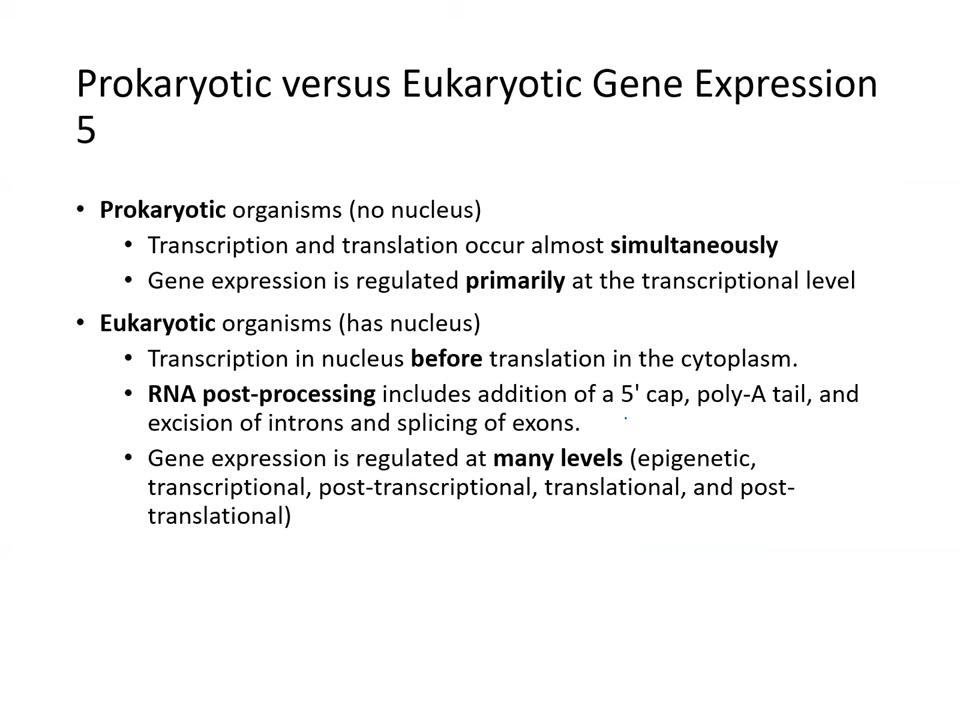 Prokaryotic versus Eukaryotic Gene Expression
5
• Prokaryotic organisms (no nucleus)
• Transcription and translation occur almost simultaneously
• Gene expression is regulated primarily at the transcriptional level
• Eukaryotic organisms (has nucleus)
• Transcription in nucleus before translation in the cytoplasm.
• RNA post-processing includes addition of a 5' cap, poly-A tail, and
excision of introns and splicing of exons.
• Gene expression is regulated at many levels (epigenetic,
transcriptional, post-transcriptional, translational, and post-
translational)